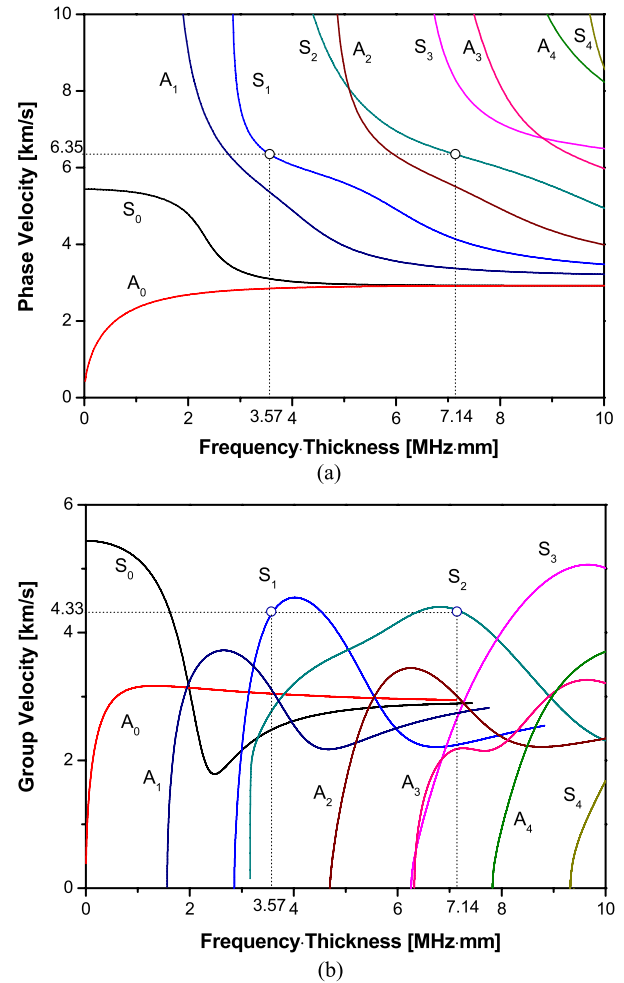 10
8
6.35
6
4
2
0
Phase Velocity [km/s]
A1
S1
S2
A2
S3
A3
A4
S4
S0
A0
0
2
3.57
4
6
7.14
8
10
Frequency·Thickness [MHz·mm]
(a)
6
4.33
4
2
0
Group Velocity [km/s]
S0
S1
S2
S3
A0
A1
A2
A3
A4
S4
0
2
3.57
4
6
7.14
8
10
Frequency·Thickness [MHz·mm]
(b)